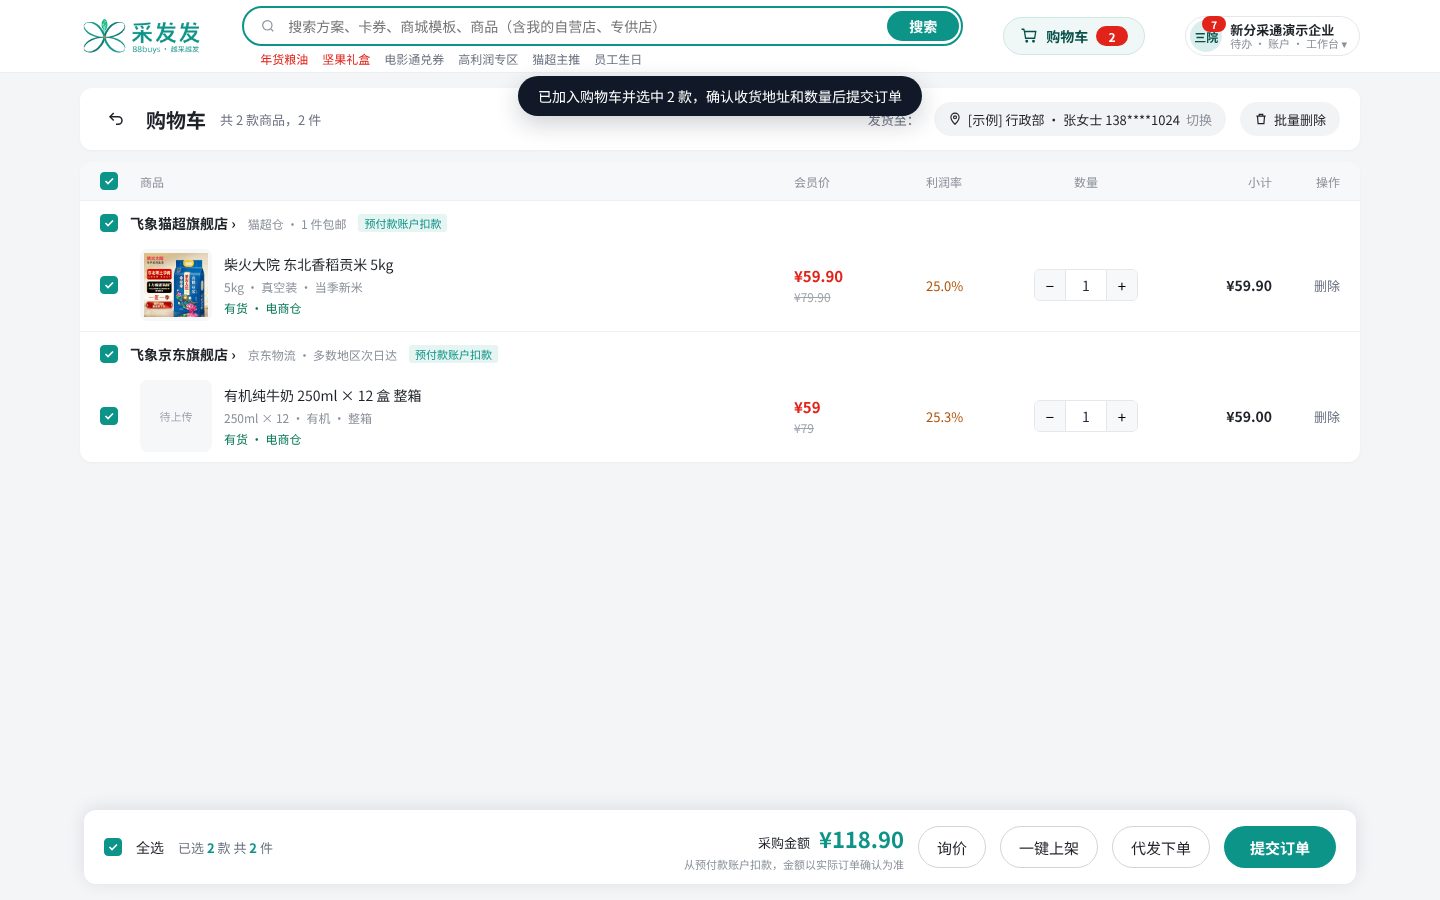 采发发
BBbuys • 越采越发
搜索方案、卡券、商城模板、商品（含我的自营店、专供店）
搜索
年货粮油 坚果礼盒 电影通兑券 高利润专区 猫超主推 员工生日
购物车 2
7
三院
新分采通演示企业
待办 · 账户 · 工作台 ▾
已加入购物车并选中 2 款，确认收货地址和数量后提交订单
购物车 共 2 款商品，2 件
发货至：
[示例] 行政部 · 张女士 138****1024 切换
批量删除
商品 会员价 利润率 数量 小计 操作
飞象猫超旗舰店 › 猫超仓 · 1 件包邮 预付款账户扣款
柴火大院 东北香稻贡米 5kg
5kg · 真空装 · 当季新米
有货 · 电商仓
¥59.90
¥79.90
25.0%
− 1 +
¥59.90
删除
飞象京东旗舰店 › 京东物流 · 多数地区次日达 预付款账户扣款
待上传
有机纯牛奶 250ml × 12 盒 整箱
250ml × 12 · 有机 · 整箱
有货 · 电商仓
¥59
¥79
25.3%
− 1 +
¥59.00
删除
全选 已选 2 款 共 2 件
采购金额 ¥118.90
从预付款账户扣款，金额以实际订单确认为准
询价
一键上架
代发下单
提交订单